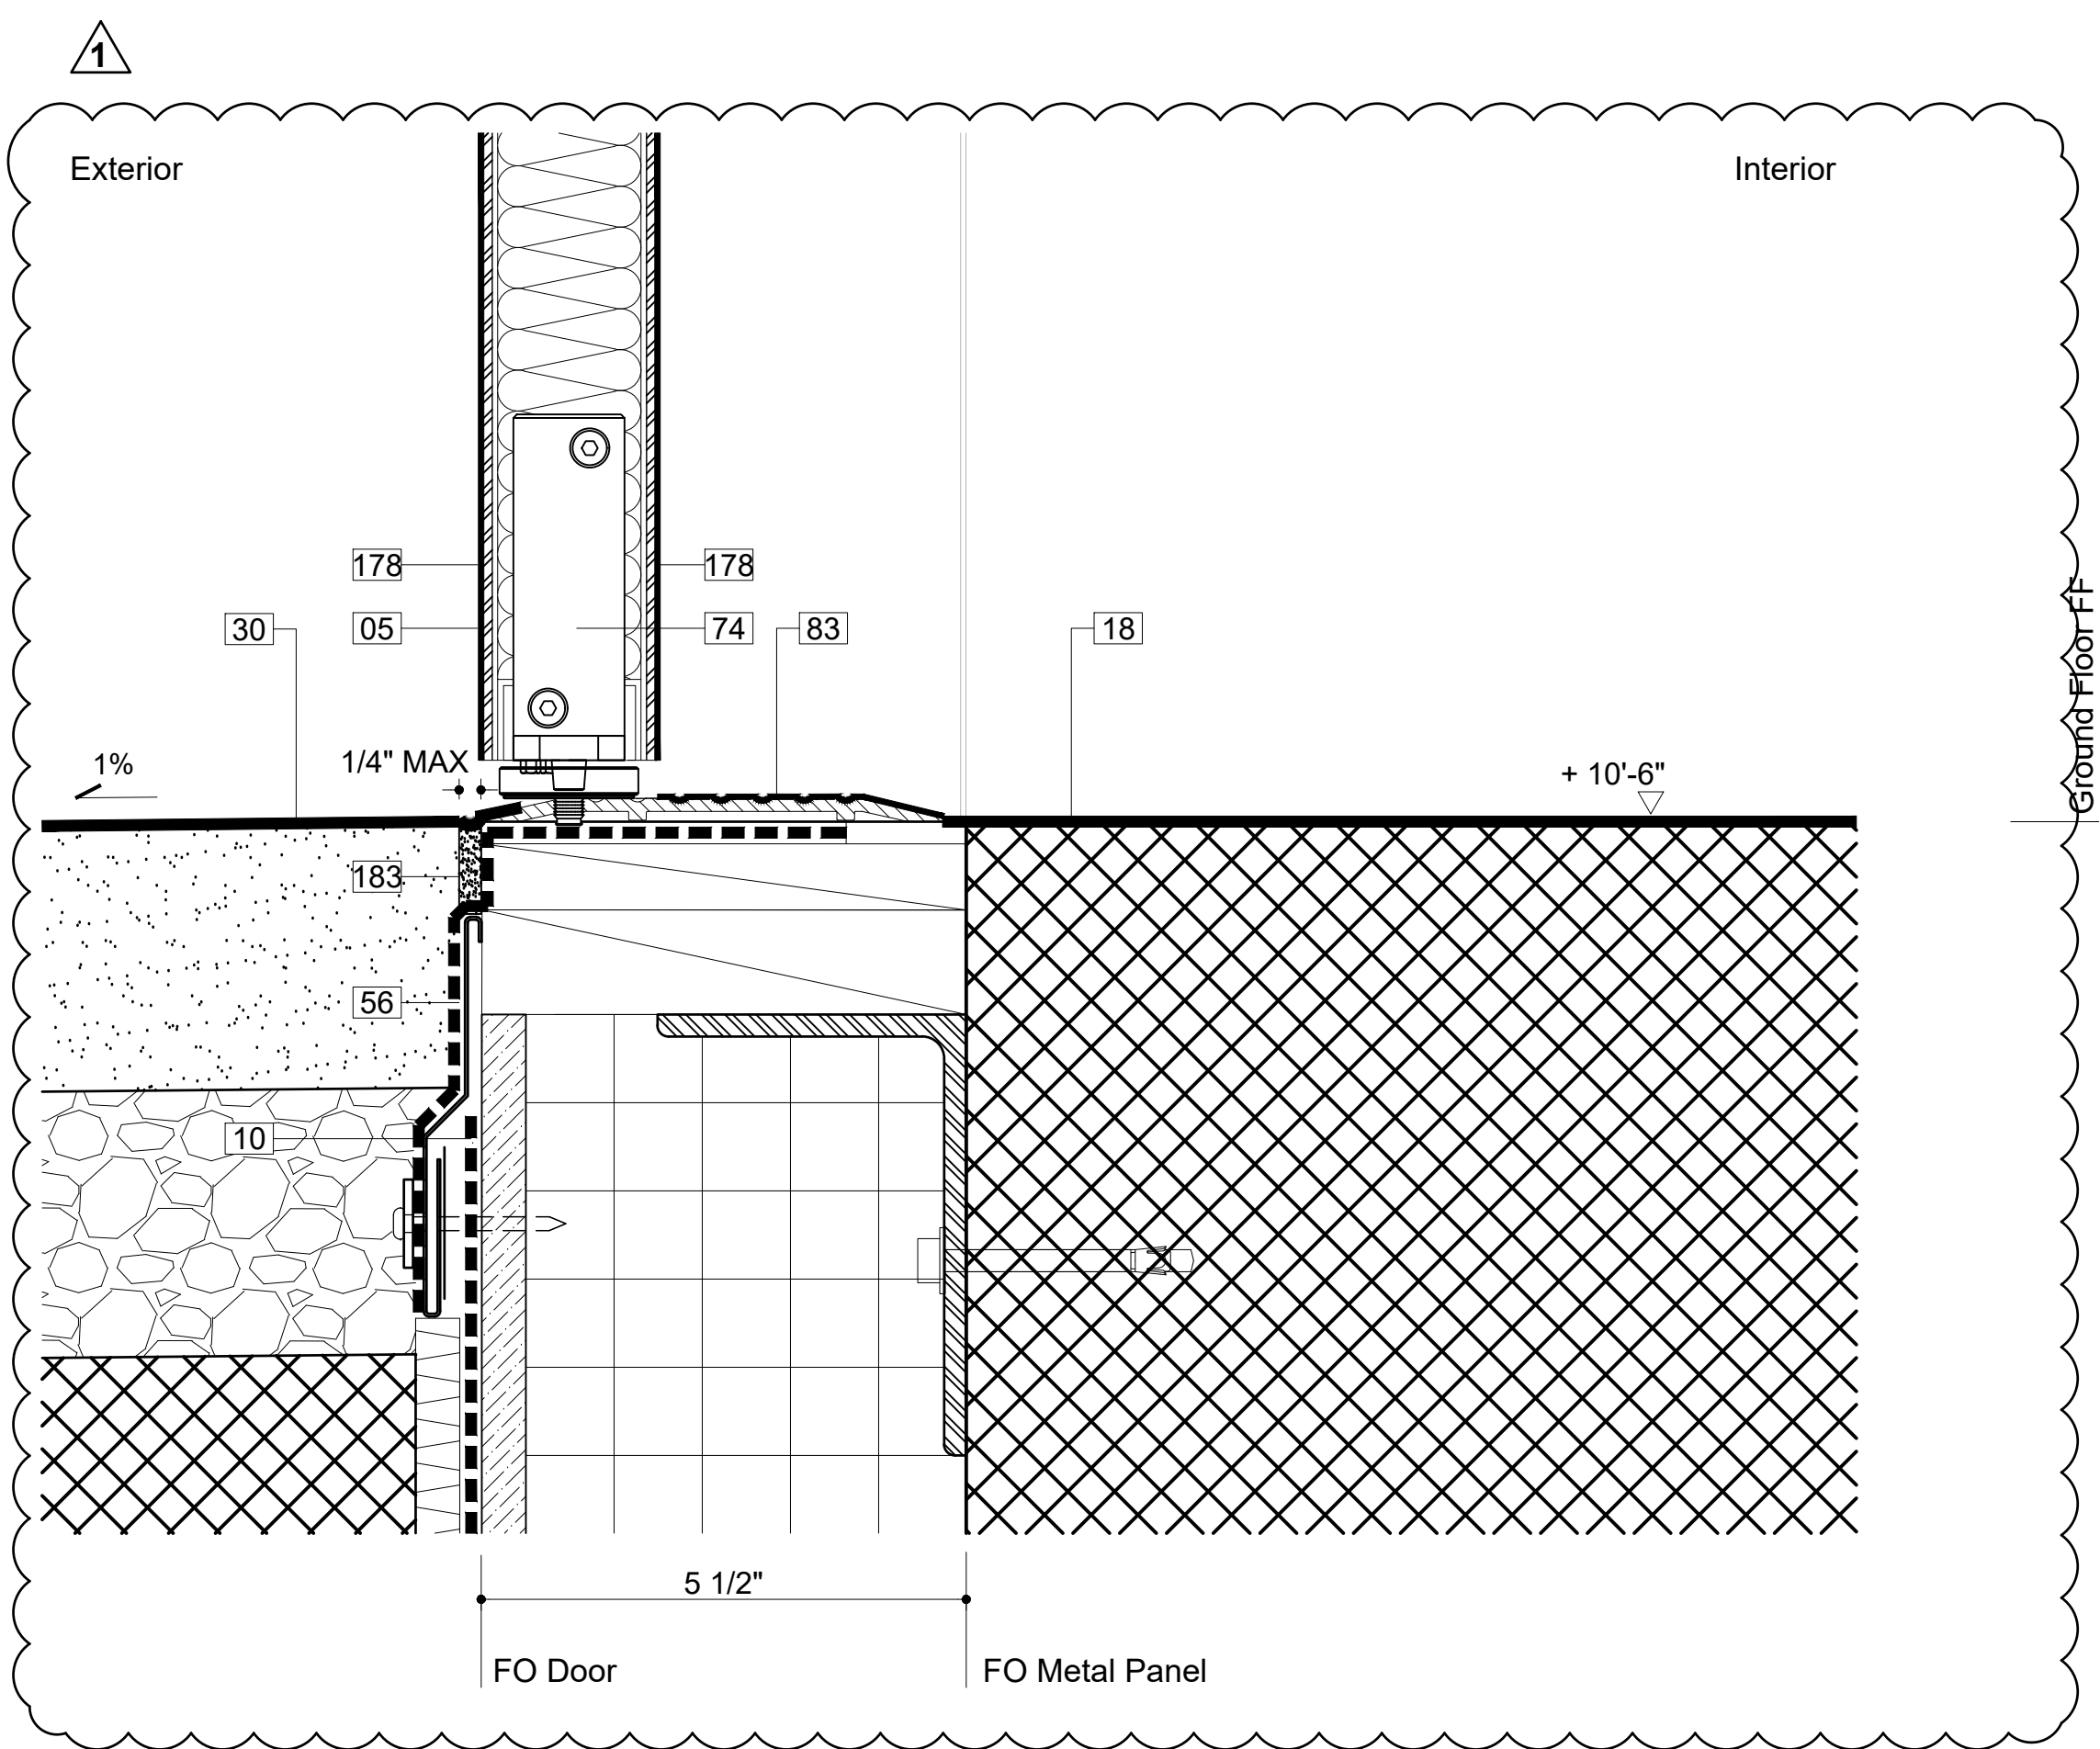 1
Exterior
Interior
178
178
30
05
74
83
18
1%
1/4" MAX
+ 10'-6"
Ground Floor FF
183
56
10
5 1/2"
FO Door
FO Metal Panel